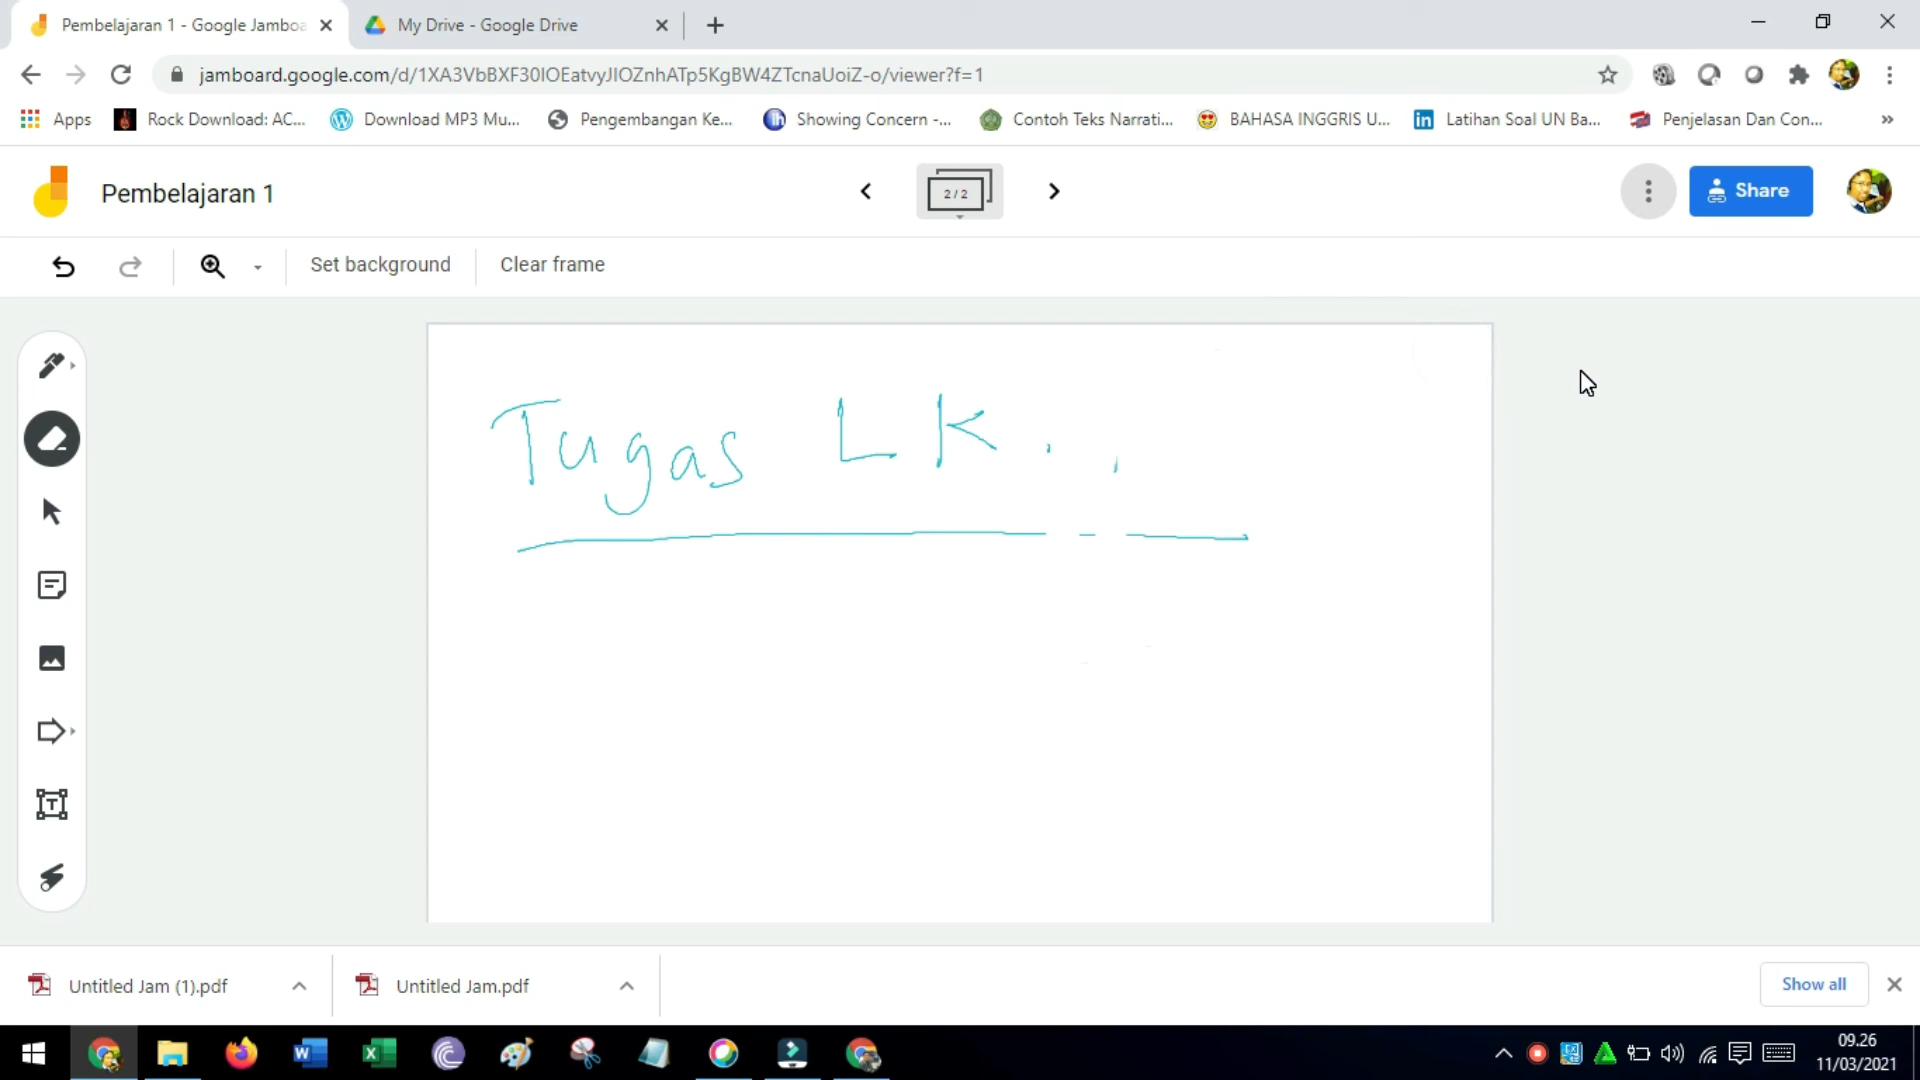 Pembelajaran 1 - Google Jamboa
My Drive - Google Drive
jamboard.google.com/d/1XA3VbBXF30IOEatvyJIOZnhATp5KgBW4ZTcnaUoiZ-o/viewer?f=1
Apps
Rock Download: AC...
Download MP3 Mu...
Pengembangan Ke...
Showing Concern -...
Contoh Teks Narrati...
BAHASA INGGRIS U...
Latihan Soal UN Ba...
Penjelasan Dan Con...
»
Pembelajaran 1
2 / 2
Share
Set background
Clear frame
Tugas LK . ,
Untitled Jam (1).pdf
Untitled Jam.pdf
Show all
09.26
11/03/2021